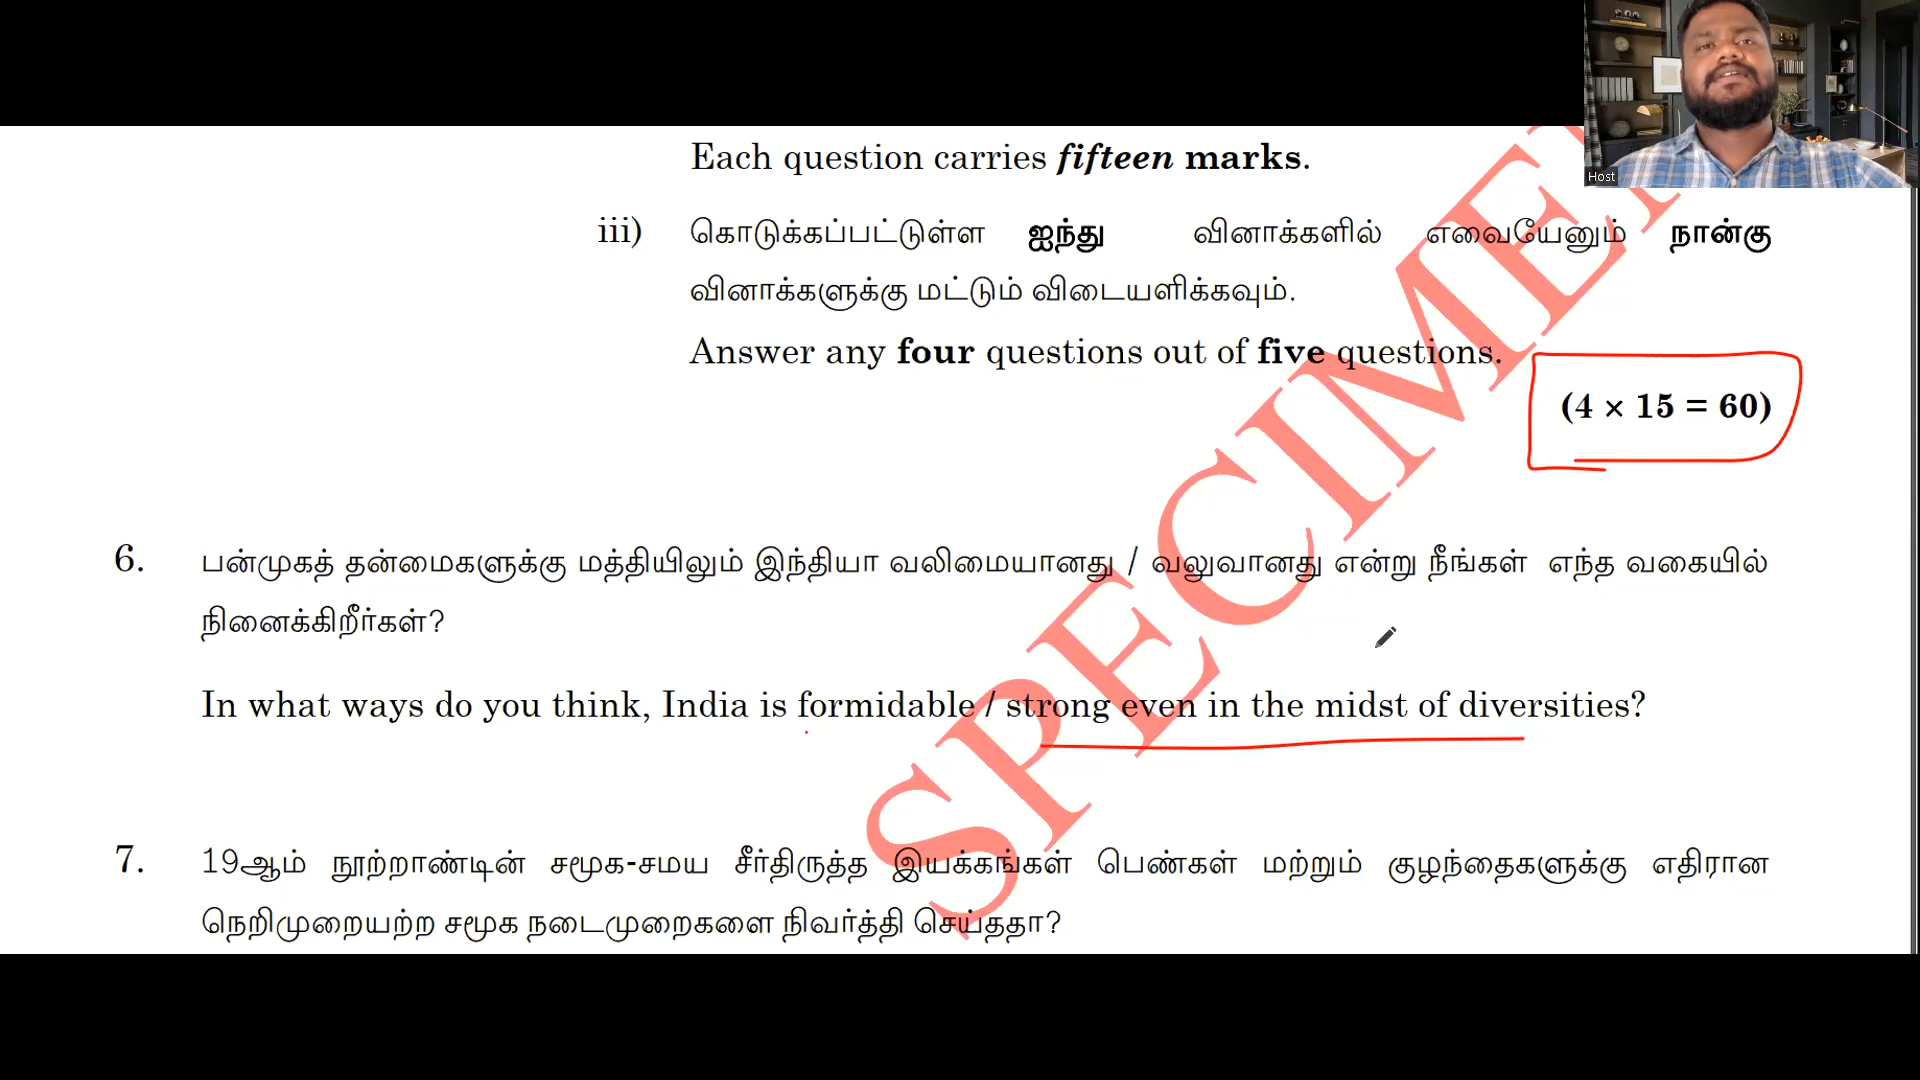 Host
Each question carries fifteen marks.
iii) கொடுக்கப்பட்டுள்ள ஐந்து வினாக்களில் எவையேனும் நான்கு
வினாக்களுக்கு மட்டும் விடையளிக்கவும்.
Answer any four questions out of five questions.
(4 × 15 = 60)
6. பன்முகத் தன்மைகளுக்கு மத்தியிலும் இந்தியா வலிமையானது / வலுவானது என்று நீங்கள் எந்த வகையில்
நினைக்கிறீர்கள்?
In what ways do you think, India is formidable / strong even in the midst of diversities?
7. 19ஆம் நூற்றாண்டின் சமூக-சமய சீர்திருத்த இயக்கங்கள் பெண்கள் மற்றும் குழந்தைகளுக்கு எதிரான
நெறிமுறையற்ற சமூக நடைமுறைகளை நிவர்த்தி செய்ததா?
SPECIMEN